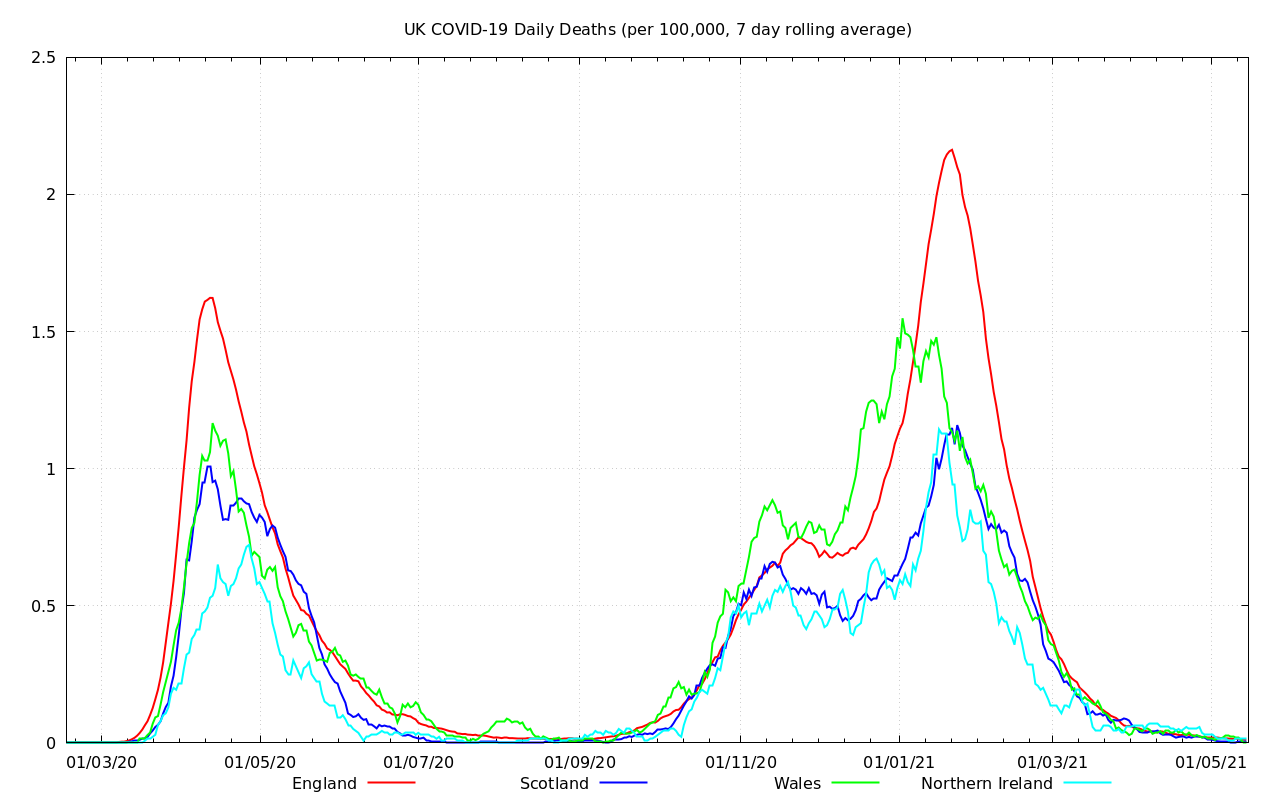 UK COVID-19 Daily Deaths (per 100,000, 7 day rolling average)
2.5
2
1.5
1
0.5
0
01/03/20 01/05/20 01/07/20 01/09/20 01/11/20 01/01/21 01/03/21 01/05/21
England Scotland Wales Northern Ireland